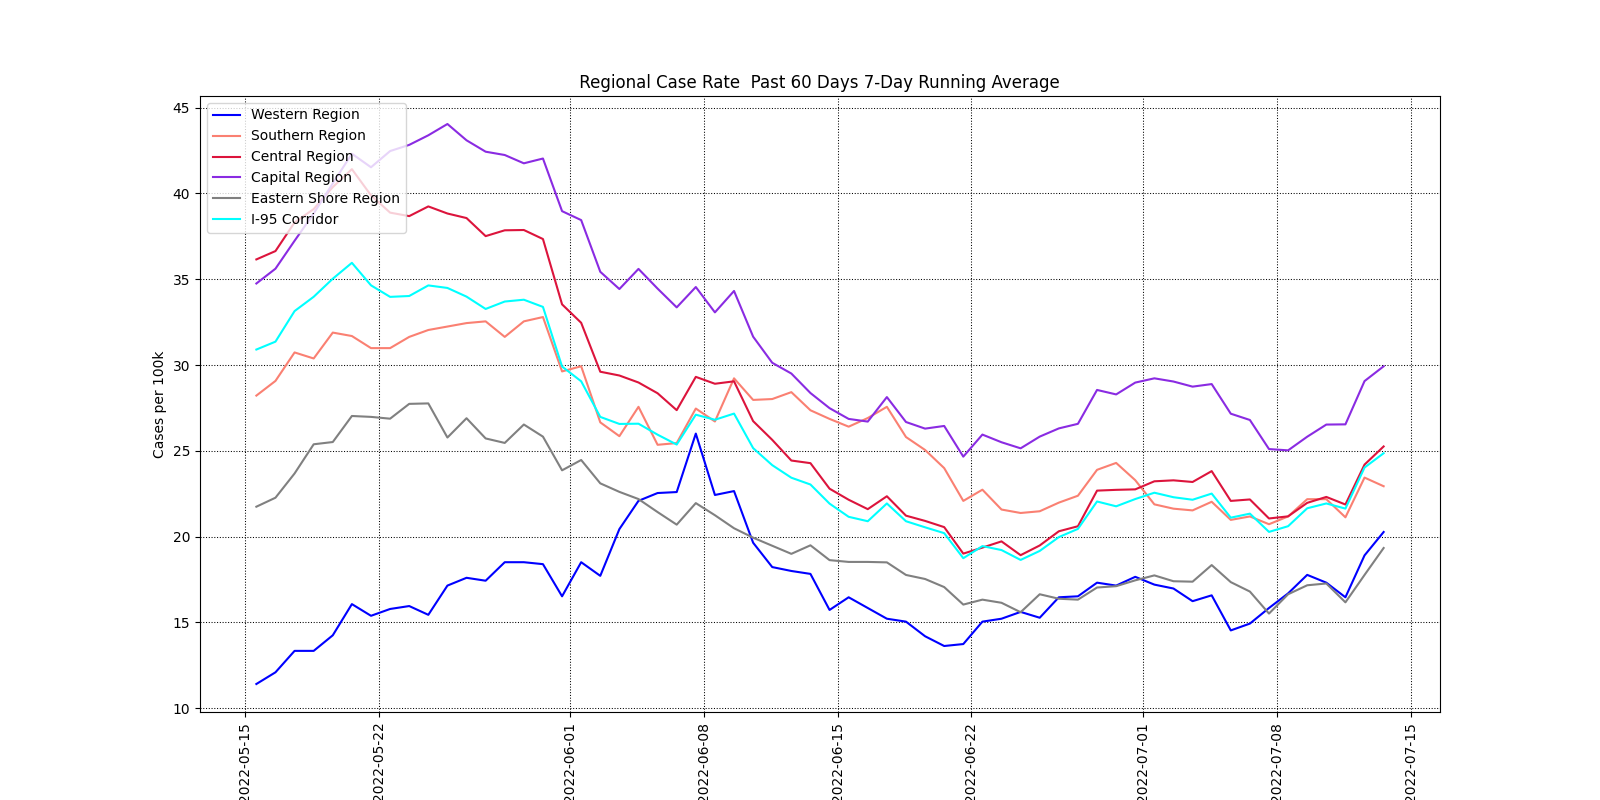 Regional Case Rate  Past 60 Days 7-Day Running Average
45
40
35
30
25
20
15
10
Cases per 100k
Western Region
Southern Region
Central Region
Capital Region
Eastern Shore Region
I-95 Corridor
2022-05-15
2022-05-22
2022-06-01
2022-06-08
2022-06-15
2022-06-22
2022-07-01
2022-07-08
2022-07-15